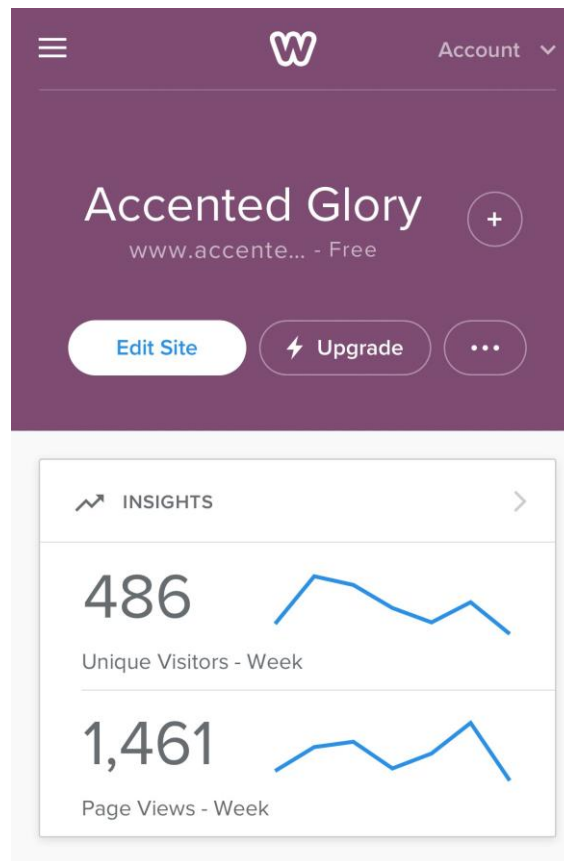 Account
Accented Glory
www.accente... - Free
Edit Site
Upgrade
INSIGHTS
486
Unique Visitors - Week
1,461
Page Views - Week